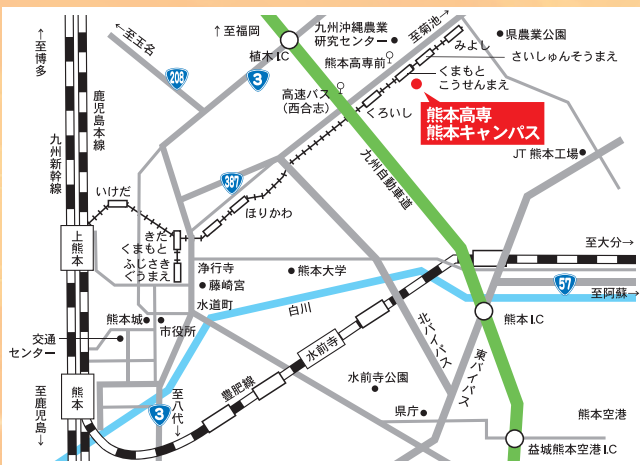 ←至玉名
↑至博多
鹿児島本線
九州新幹線
208
↑至福岡
植木I.C
3
九州沖縄農業
研究センター
熊本高専前
至菊池→
みよし
県農業公園
さいしゅんそうまえ
くまもと
こうせんまえ
高速バス
(西合志)
くろいし
熊本高専
熊本キャンパス
JT 熊本工場
九州自動車道
387
ほりかわ
いけだ
上熊本
きた
くまもと
ふじさき
ぐうまえ
浄行寺
藤崎宮
水道町
熊本大学
白川
至大分→
57
至阿蘇→
熊本城
市役所
交通
センター
熊本I.C
北バイパス
東バイパス
水前寺
豊肥線
水前寺公園
県庁
熊本空港
益城熊本空港I.C
熊本
至鹿児島↓
3
至八代↓